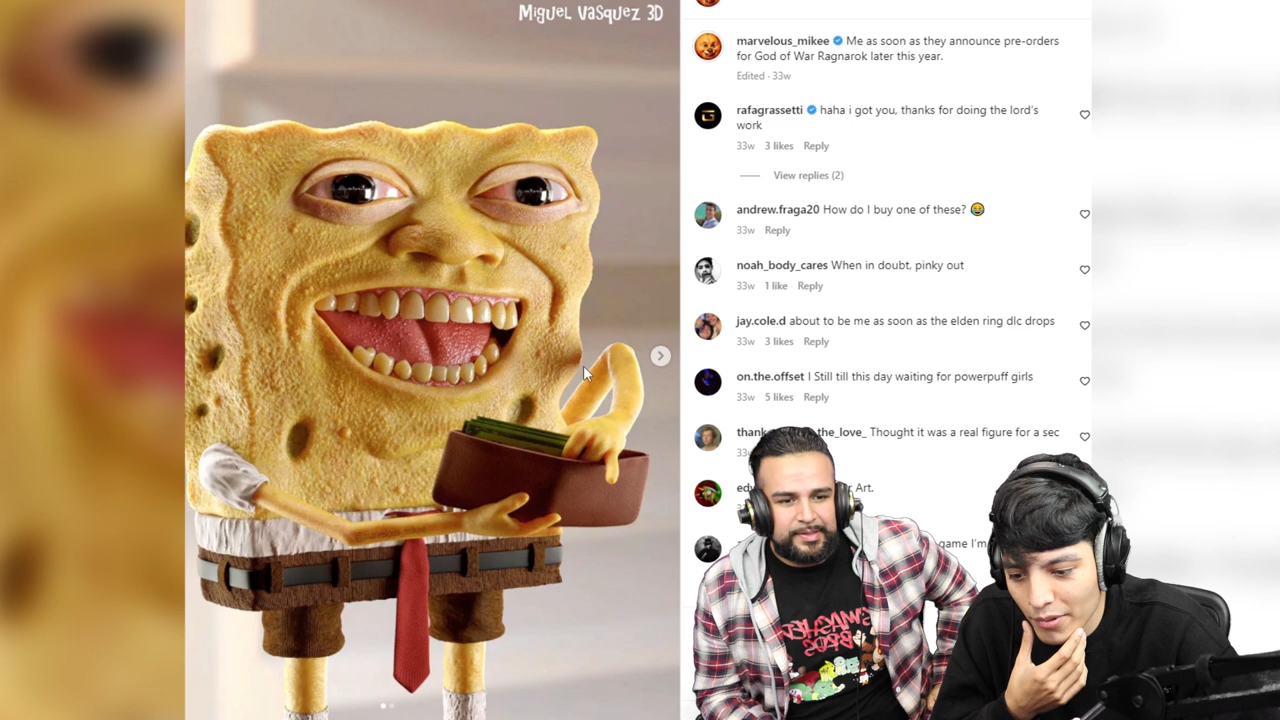 Miguel Vasquez 3D
marvelous_mikee Me as soon as they announce pre-orders
for God of War Ragnarok later this year.
Edited · 33w
rafagrassetti haha i got you, thanks for doing the lord's
work
33w 3 likes Reply
View replies (2)
andrew.fraga20 How do I buy one of these? 😂
33w Reply
noah_body_cares When in doubt, pinky out
33w 1 like Reply
jay.cole.d about to be me as soon as the elden ring dlc drops
33w 3 likes Reply
on.the.offset I Still till this day waiting for powerpuff girls
33w 5 likes Reply
the_love_ Thought it was a real figure for a sec
Art.
game I'm
SMASHED
BROS